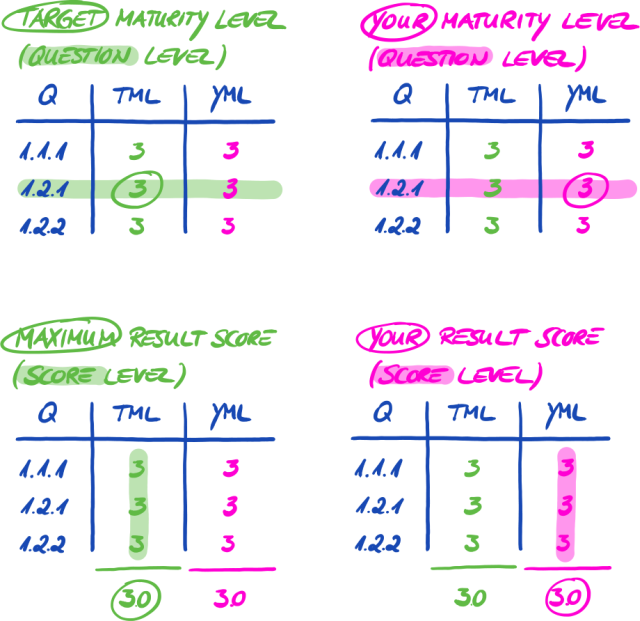 TARGET MATURITY LEVEL
(QUESTION LEVEL)
Q TML YML
1.1.1 3 3
1.2.1 3 3
1.2.2 3 3
YOUR MATURITY LEVEL
(QUESTION LEVEL)
Q TML YML
1.1.1 3 3
1.2.1 3 3
1.2.2 3 3
MAXIMUM RESULT SCORE
(SCORE LEVEL)
Q TML YML
1.1.1 3 3
1.2.1 3 3
1.2.2 3 3
3.0 3.0
YOUR RESULT SCORE
(SCORE LEVEL)
Q TML YML
1.1.1 3 3
1.2.1 3 3
1.2.2 3 3
3.0 3.0